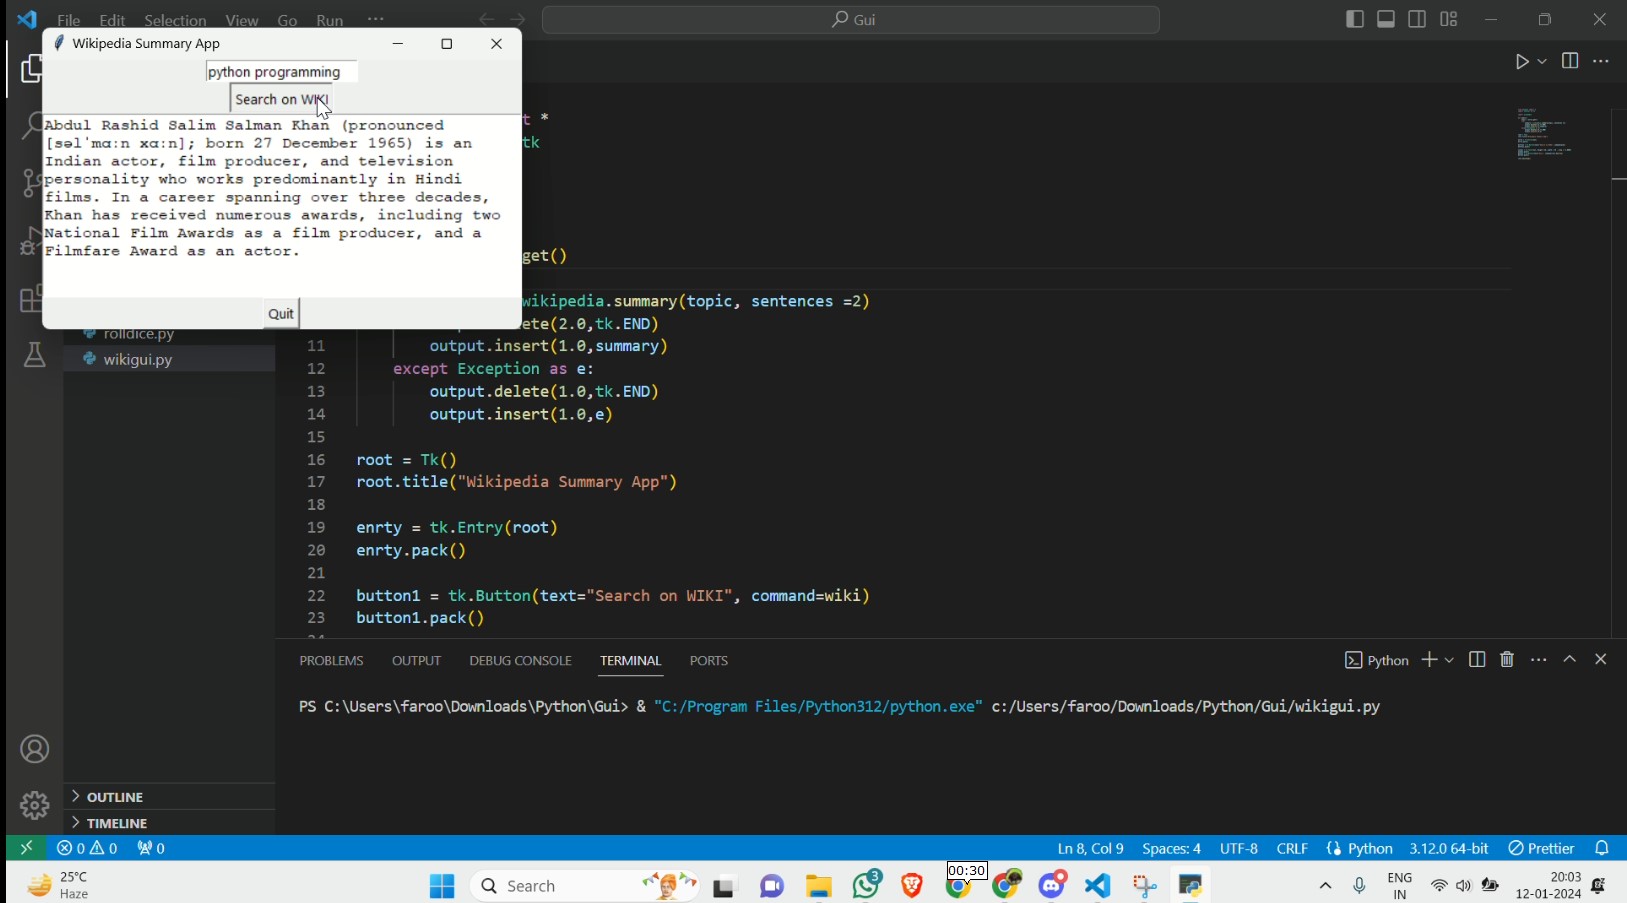 File Edit Selection View Go Run ···
Gui
Wikipedia Summary App
python programming
Search on WIKI
Abdul Rashid Salim Salman Khan (pronounced
[səlˈmɑːn xɑːn]; born 27 December 1965) is an
Indian actor, film producer, and television
personality who works predominantly in Hindi
films. In a career spanning over three decades,
Khan has received numerous awards, including two
National Film Awards as a film producer, and a
Filmfare Award as an actor.
Quit
t *
tk
get()
wikipedia.summary(topic, sentences =2)
ete(2.0,tk.END)
rolldice.py
wikigui.py
11 output.insert(1.0,summary)
12 except Exception as e:
13 output.delete(1.0,tk.END)
14 output.insert(1.0,e)
15
16 root = Tk()
17 root.title("Wikipedia Summary App")
18
19 enrty = tk.Entry(root)
20 enrty.pack()
21
22 button1 = tk.Button(text="Search on WIKI", command=wiki)
23 button1.pack()
PROBLEMS OUTPUT DEBUG CONSOLE TERMINAL PORTS
Python
PS C:\Users\faroo\Downloads\Python\Gui> & "C:/Program Files/Python312/python.exe" c:/Users/faroo/Downloads/Python/Gui/wikigui.py
OUTLINE
TIMELINE
0 0 0
Ln 8, Col 9 Spaces: 4 UTF-8 CRLF Python 3.12.0 64-bit Prettier
25°C
Haze
Search
3
00:30
ENG
IN
20:03
12-01-2024